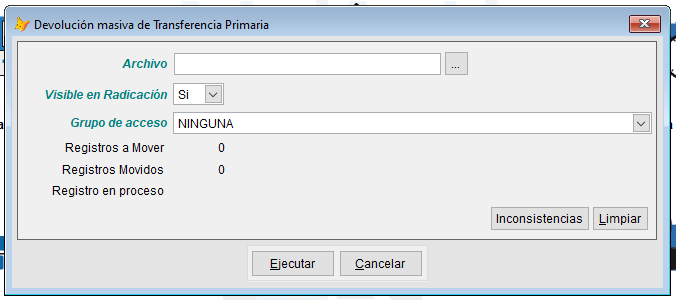 Devolución masiva de Transferencia Primaria
Archivo
...
Visible en Radicación Si
Grupo de acceso NINGUNA
Registros a Mover 0
Registros Movidos 0
Registro en proceso
Inconsistencias Limpiar
Ejecutar Cancelar